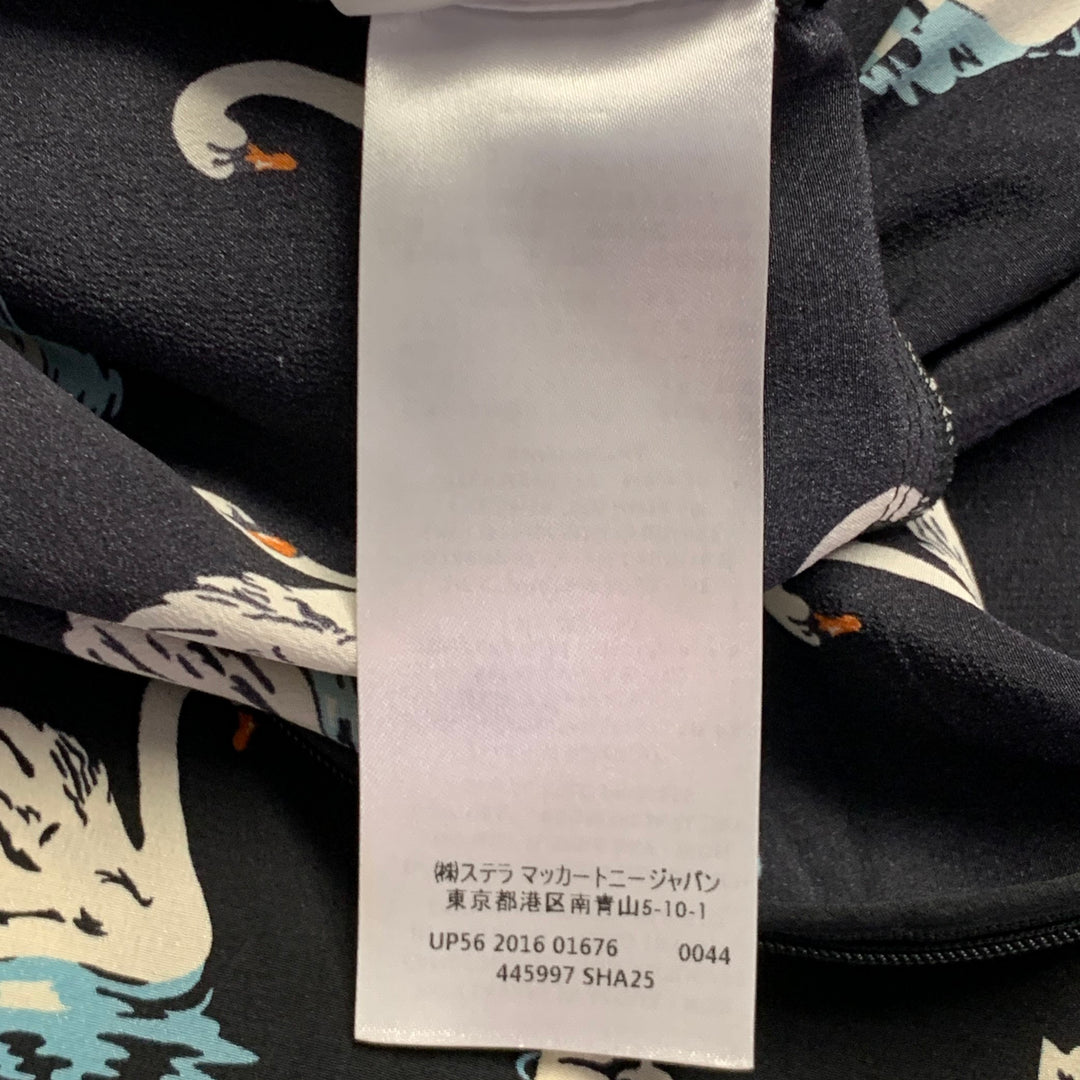 ㈱ステラ マッカートニージャパン
東京都港区南青山5-10-1
UP56 2016 01676 0044
445997 SHA25